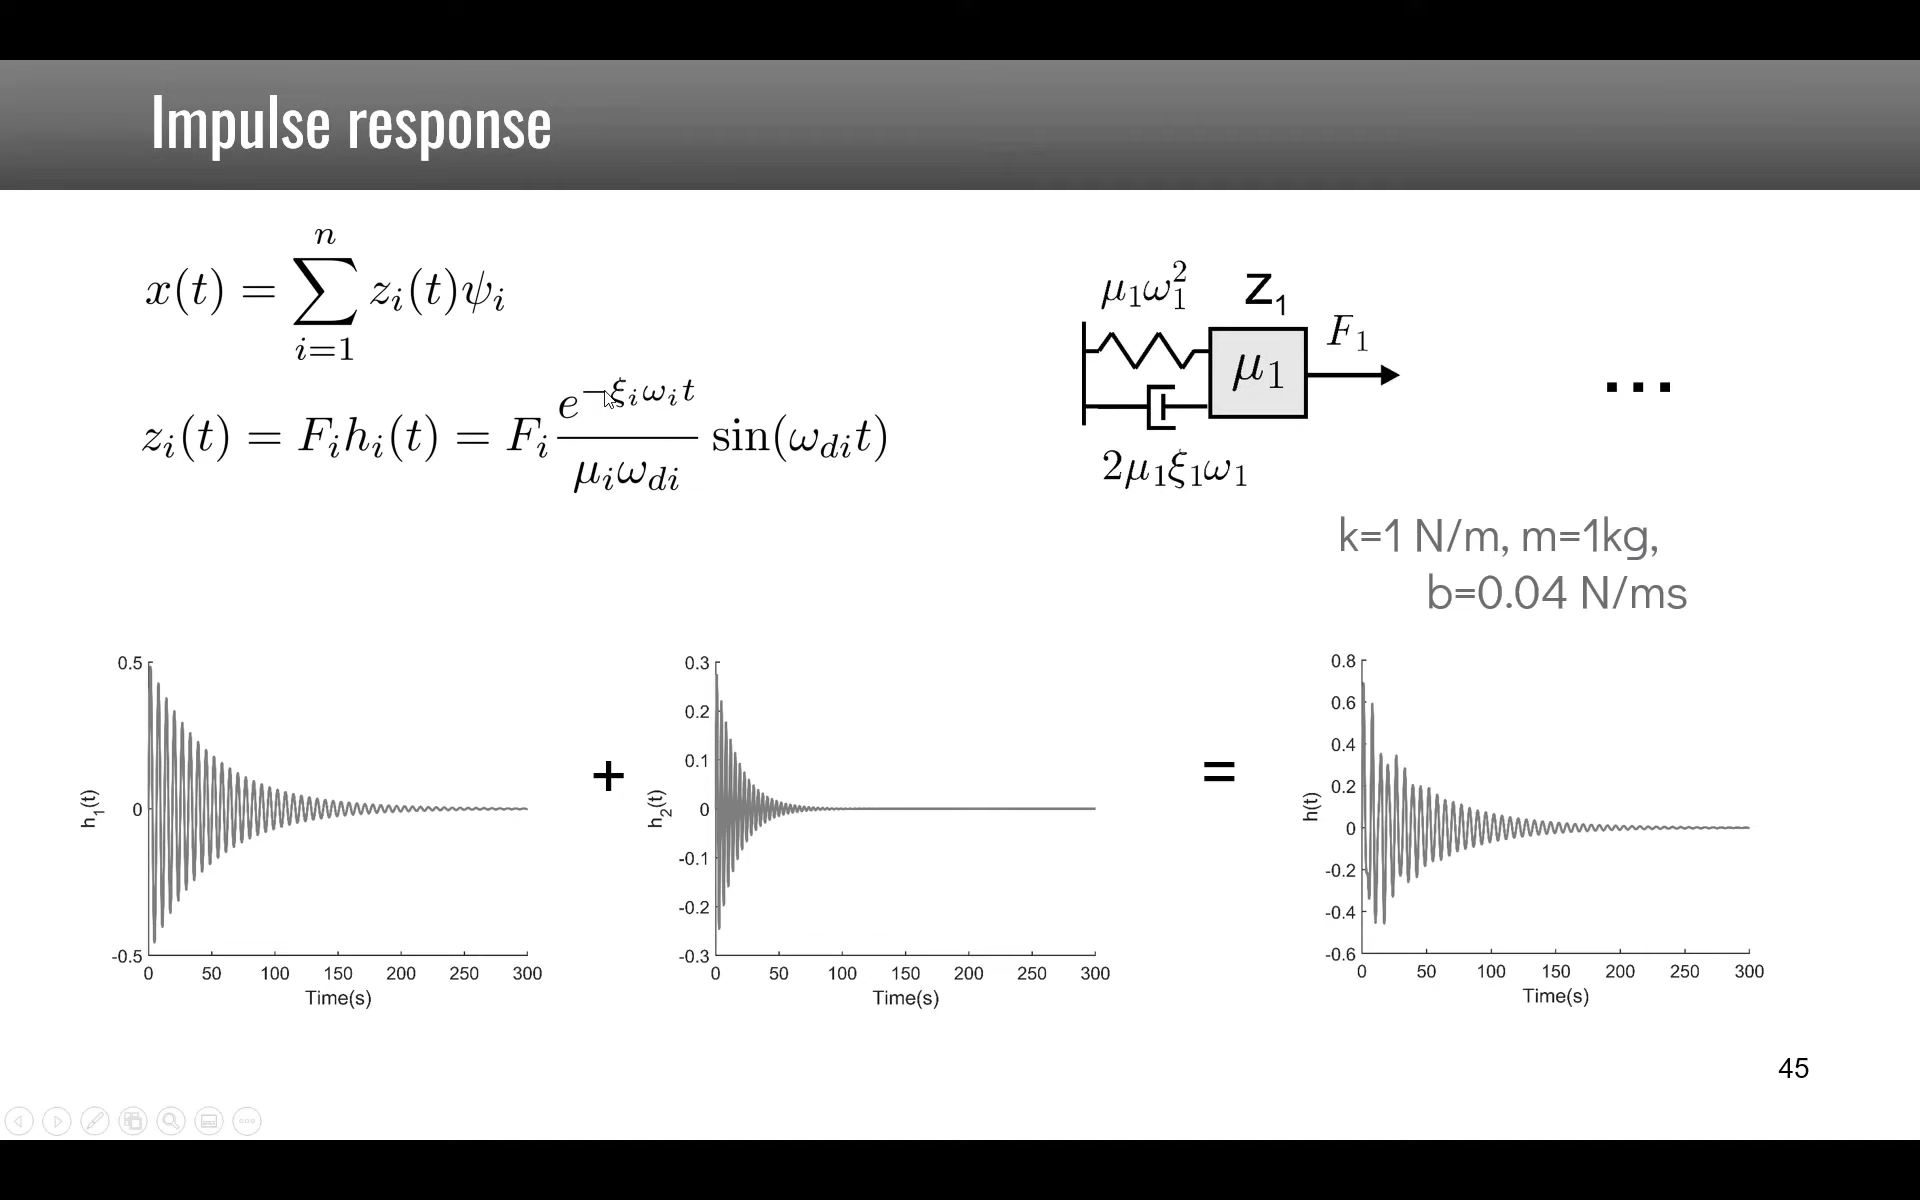 Impulse response
x(t) = \sum_{i=1}^{n} z_i(t)ψ_i
z_i(t) = F_i h_i(t) = F_i \frac{e^{-ξ_i ω_i t}}{μ_i ω_{di}} \sin(ω_{di} t)
μ_1ω_1^2
z_1
F_1
μ_1
2μ_1ξ_1ω_1
...
k=1 N/m, m=1kg,
b=0.04 N/ms
0.5
0
-0.5
h_1(t)
0 50 100 150 200 250 300
Time(s)
+
0.3
0.2
0.1
0
-0.1
-0.2
-0.3
h_2(t)
0 50 100 150 200 250 300
Time(s)
=
0.8
0.6
0.4
0.2
0
-0.2
-0.4
-0.6
h(t)
0 50 100 150 200 250 300
Time(s)
45